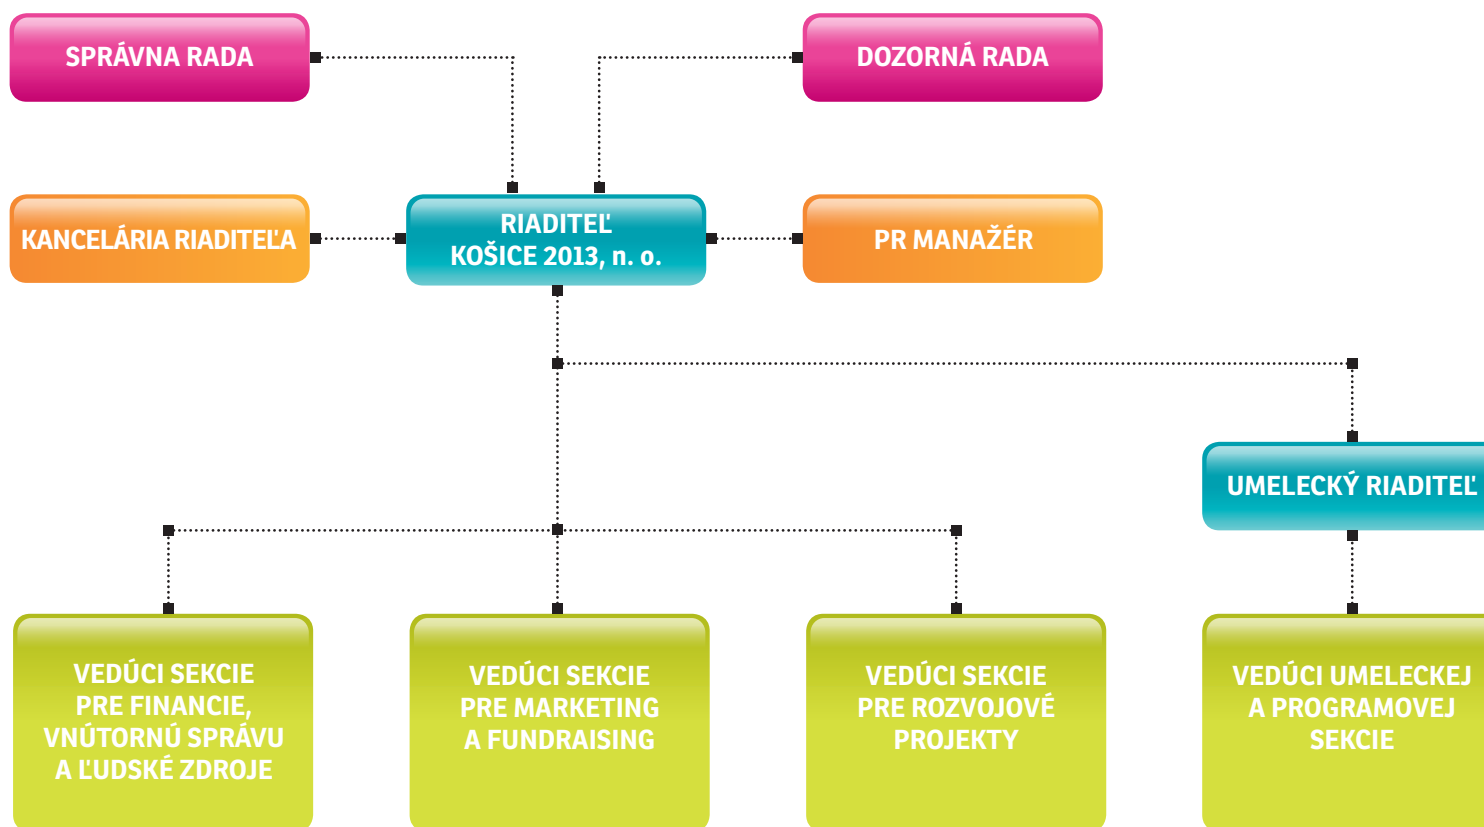 SPRÁVNA RADA
DOZORNÁ RADA
KANCELÁRIA RIADITEĽA
RIADITEĽ
KOŠICE 2013, n. o.
PR MANAŽÉR
UMELECKÝ RIADITEĽ
VEDÚCI SEKCIE
PRE FINANCIE,
VNÚTORNÚ SPRÁVU
A ĽUDSKÉ ZDROJE
VEDÚCI SEKCIE
PRE MARKETING
A FUNDRAISING
VEDÚCI SEKCIE
PRE ROZVOJOVÉ
PROJEKTY
VEDÚCI UMELECKEJ
A PROGRAMOVEJ
SEKCIE